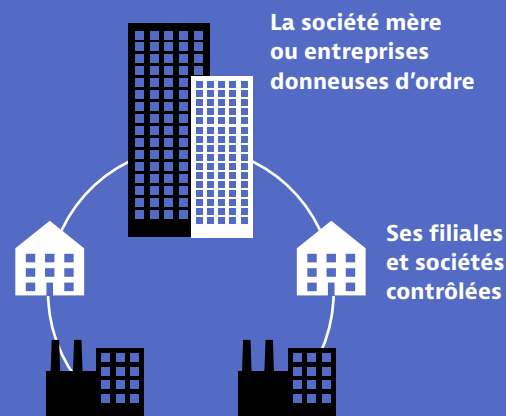 La société mère
ou entreprises
donneuses d’ordre
Ses filiales
et sociétés
contrôlées